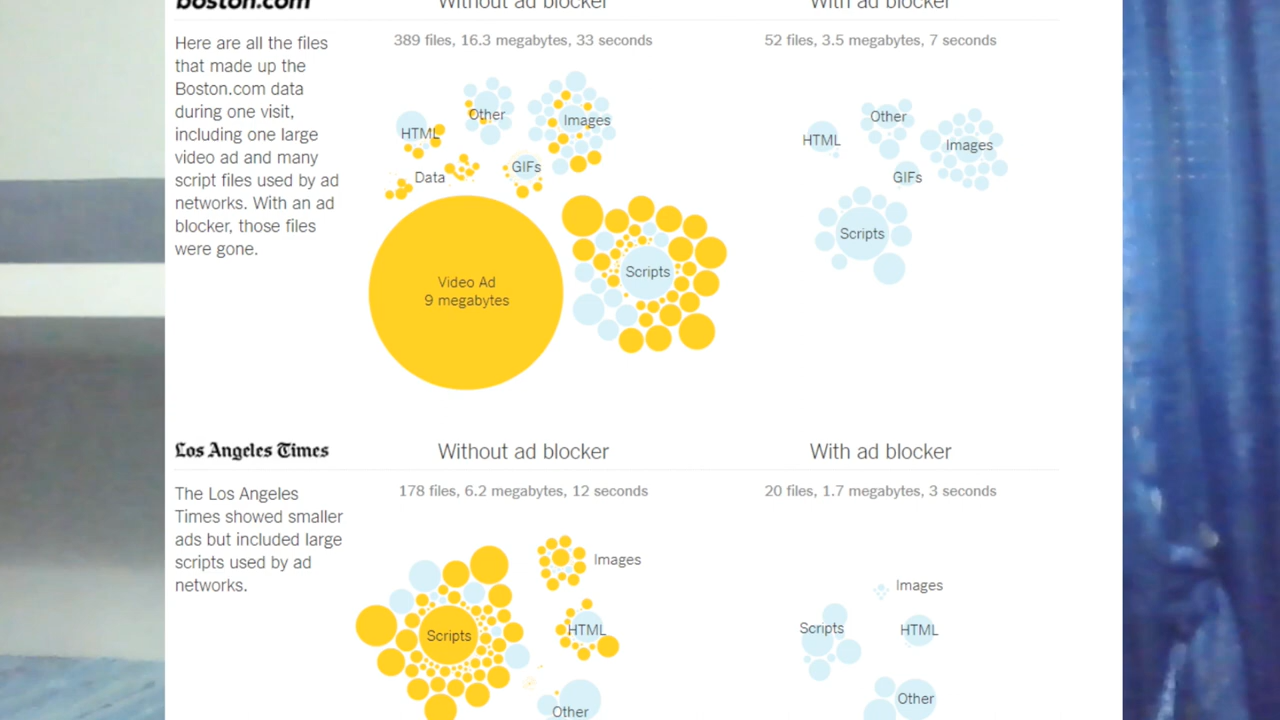 boston.com
Without ad blocker
With ad blocker
Here are all the files
that made up the
Boston.com data
during one visit,
including one large
video ad and many
script files used by ad
networks. With an ad
blocker, those files
were gone.
389 files, 16.3 megabytes, 33 seconds
52 files, 3.5 megabytes, 7 seconds
HTML
Other
Images
Data
GIFs
Video Ad
9 megabytes
Scripts
HTML
Other
Images
GIFs
Scripts
Los Angeles Times
Without ad blocker
With ad blocker
The Los Angeles
Times showed smaller
ads but included large
scripts used by ad
networks.
178 files, 6.2 megabytes, 12 seconds
20 files, 1.7 megabytes, 3 seconds
Images
Scripts
HTML
Other
Images
Scripts
HTML
Other